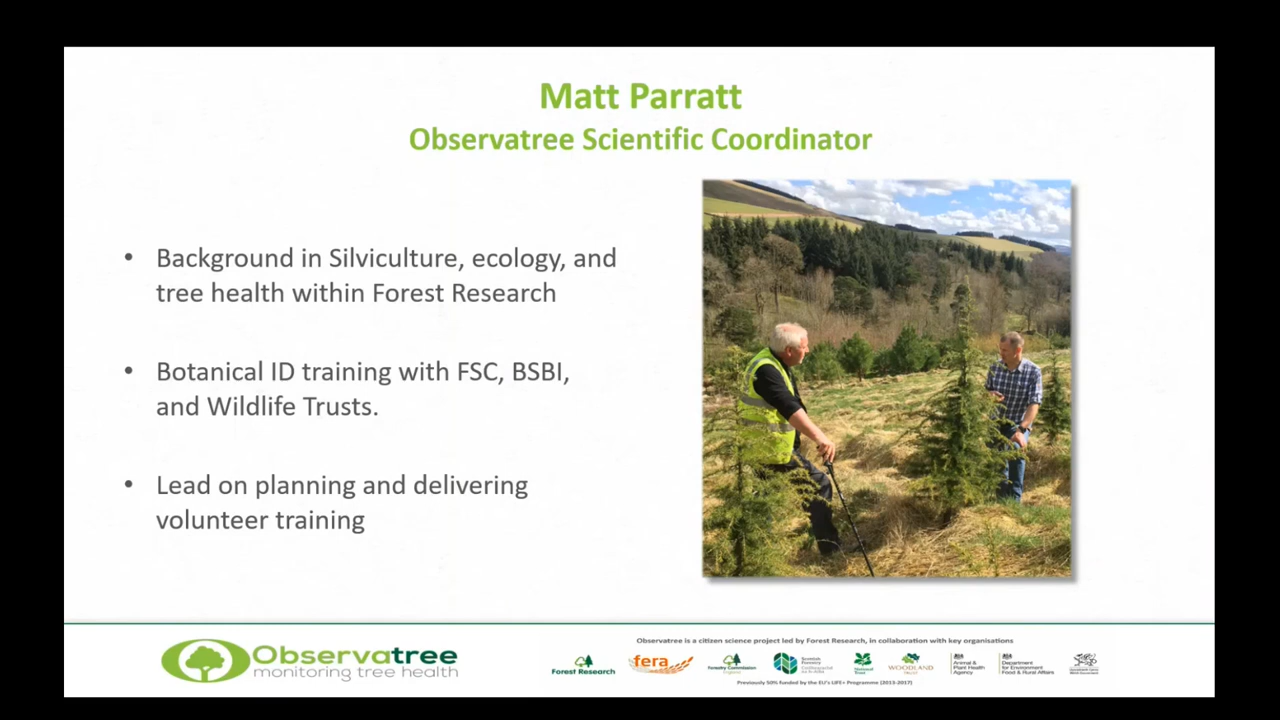 Matt Parratt
Observatree Scientific Coordinator
• Background in Silviculture, ecology, and
tree health within Forest Research
• Botanical ID training with FSC, BSBI,
and Wildlife Trusts.
• Lead on planning and delivering
volunteer training
Observatree
monitoring tree health
Observatree is a citizen science project led by Forest Research, in collaboration with key organisations
Forest Research
fera
Forestry Commission
England
Scottish
Forestry
National
Trust
WOODLAND
TRUST
Animal &
Plant Health
Agency
Department
for Environment
Food & Rural Affairs
Previously 50% funded by the EU's LIFE+ Programme (2013-2017)